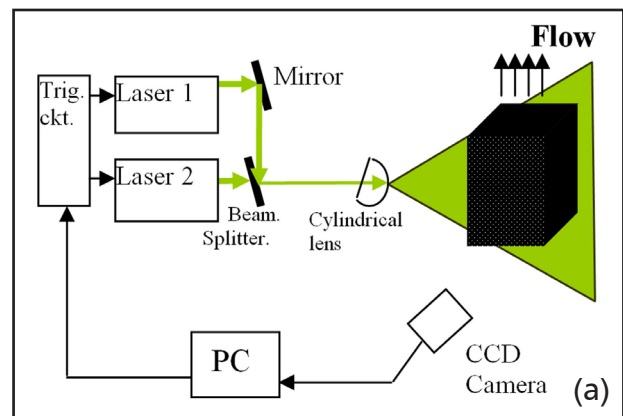 Flow
Mirror
Trig.
ckt.
Laser 1
Laser 2
Beam.
Splitter.
Cylindrical
lens
PC
CCD
Camera
(a)